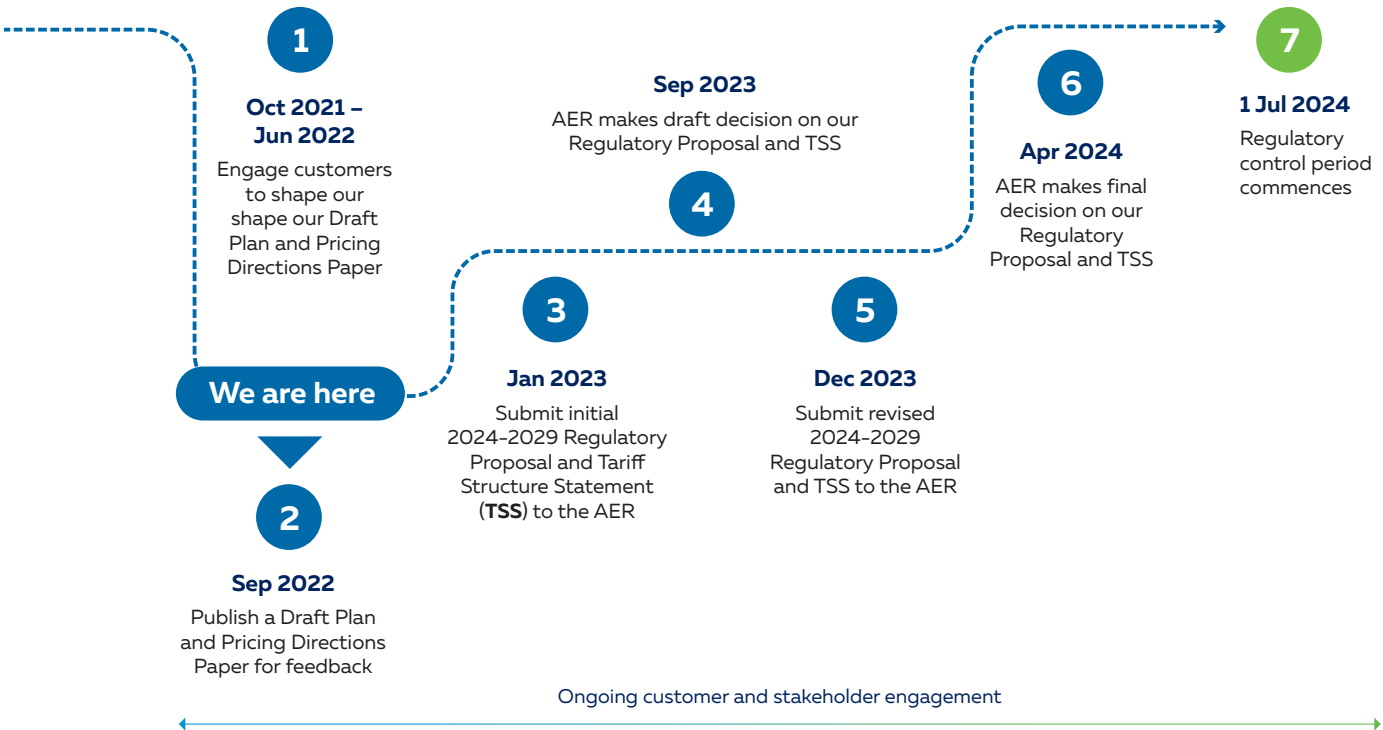 1
Oct 2021 –
Jun 2022
Engage customers
to shape our
shape our Draft
Plan and Pricing
Directions Paper
We are here
2
Sep 2022
Publish a Draft Plan
and Pricing Directions
Paper for feedback
3
Jan 2023
Submit initial
2024-2029 Regulatory
Proposal and Tariff
Structure Statement
(TSS) to the AER
Sep 2023
AER makes draft decision on our
Regulatory Proposal and TSS
4
5
Dec 2023
Submit revised
2024-2029
Regulatory Proposal
and TSS to the AER
6
Apr 2024
AER makes final
decision on our
Regulatory
Proposal and TSS
7
1 Jul 2024
Regulatory
control period
commences
Ongoing customer and stakeholder engagement